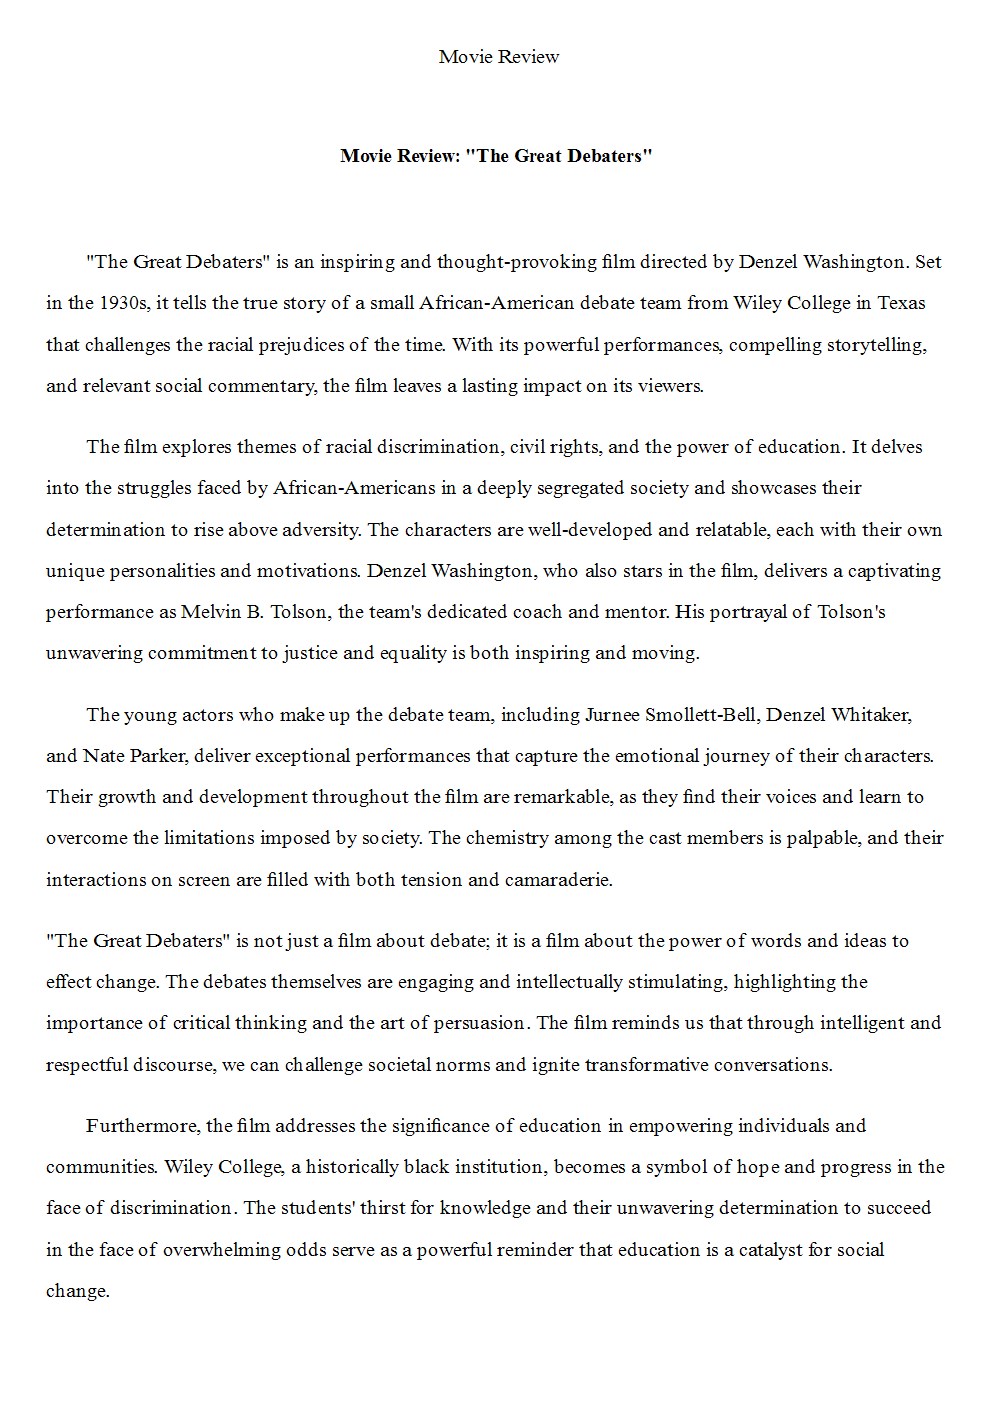 Movie Review
Movie Review: "The Great Debaters"
"The Great Debaters" is an inspiring and thought-provoking film directed by Denzel Washington. Set
in the 1930s, it tells the true story of a small African-American debate team from Wiley College in Texas
that challenges the racial prejudices of the time. With its powerful performances, compelling storytelling,
and relevant social commentary, the film leaves a lasting impact on its viewers.
The film explores themes of racial discrimination, civil rights, and the power of education. It delves
into the struggles faced by African-Americans in a deeply segregated society and showcases their
determination to rise above adversity. The characters are well-developed and relatable, each with their own
unique personalities and motivations. Denzel Washington, who also stars in the film, delivers a captivating
performance as Melvin B. Tolson, the team's dedicated coach and mentor. His portrayal of Tolson's
unwavering commitment to justice and equality is both inspiring and moving.
The young actors who make up the debate team, including Jurnee Smollett-Bell, Denzel Whitaker,
and Nate Parker, deliver exceptional performances that capture the emotional journey of their characters.
Their growth and development throughout the film are remarkable, as they find their voices and learn to
overcome the limitations imposed by society. The chemistry among the cast members is palpable, and their
interactions on screen are filled with both tension and camaraderie.
"The Great Debaters" is not just a film about debate; it is a film about the power of words and ideas to
effect change. The debates themselves are engaging and intellectually stimulating, highlighting the
importance of critical thinking and the art of persuasion. The film reminds us that through intelligent and
respectful discourse, we can challenge societal norms and ignite transformative conversations.
Furthermore, the film addresses the significance of education in empowering individuals and
communities. Wiley College, a historically black institution, becomes a symbol of hope and progress in the
face of discrimination. The students' thirst for knowledge and their unwavering determination to succeed
in the face of overwhelming odds serve as a powerful reminder that education is a catalyst for social
change.